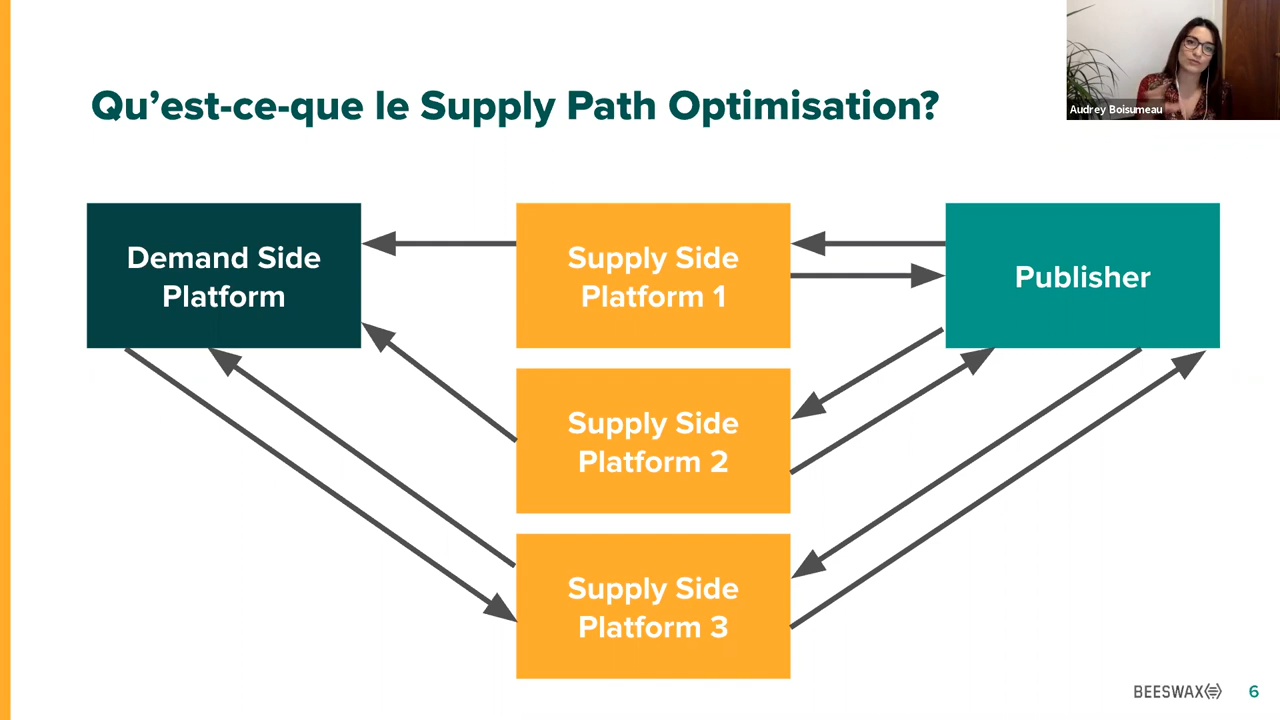 Qu’est-ce-que le Supply Path Optimisation?
Audrey Boisumeau
Demand Side
Platform
Supply Side
Platform 1
Publisher
Supply Side
Platform 2
Supply Side
Platform 3
BEESWAX
6